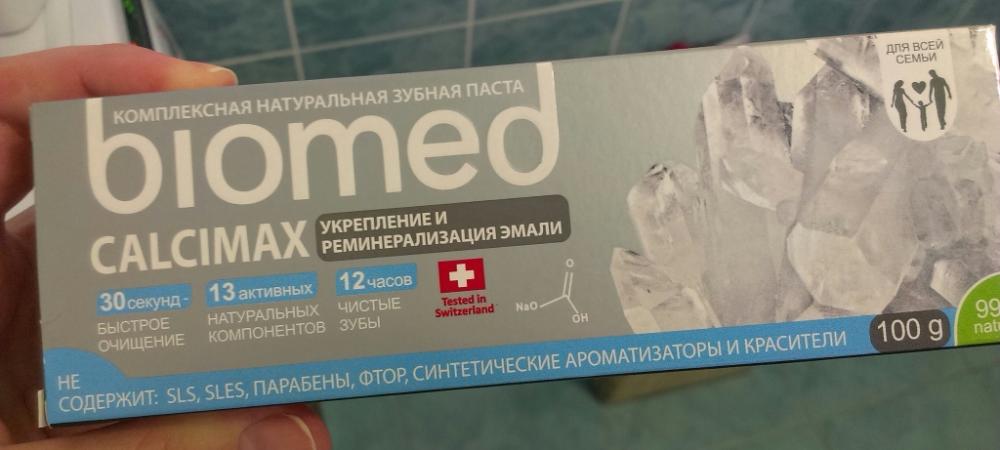 ДЛЯ ВСЕЙ
СЕМЬИ
КОМПЛЕКСНАЯ НАТУРАЛЬНАЯ ЗУБНАЯ ПАСТА
biomed
CALCIMAX
УКРЕПЛЕНИЕ И
РЕМИНЕРАЛИЗАЦИЯ ЭМАЛИ
30 секунд -
БЫСТРОЕ
ОЧИЩЕНИЕ
13 активных
НАТУРАЛЬНЫХ
КОМПОНЕНТОВ
12 часов
ЧИСТЫЕ
ЗУБЫ
Tested in
Switzerland
O
NaO
OH
100 g
99
natu
НЕ
СОДЕРЖИТ: SLS, SLES, ПАРАБЕНЫ, ФТОР, СИНТЕТИЧЕСКИЕ АРОМАТИЗАТОРЫ И КРАСИТЕЛИ